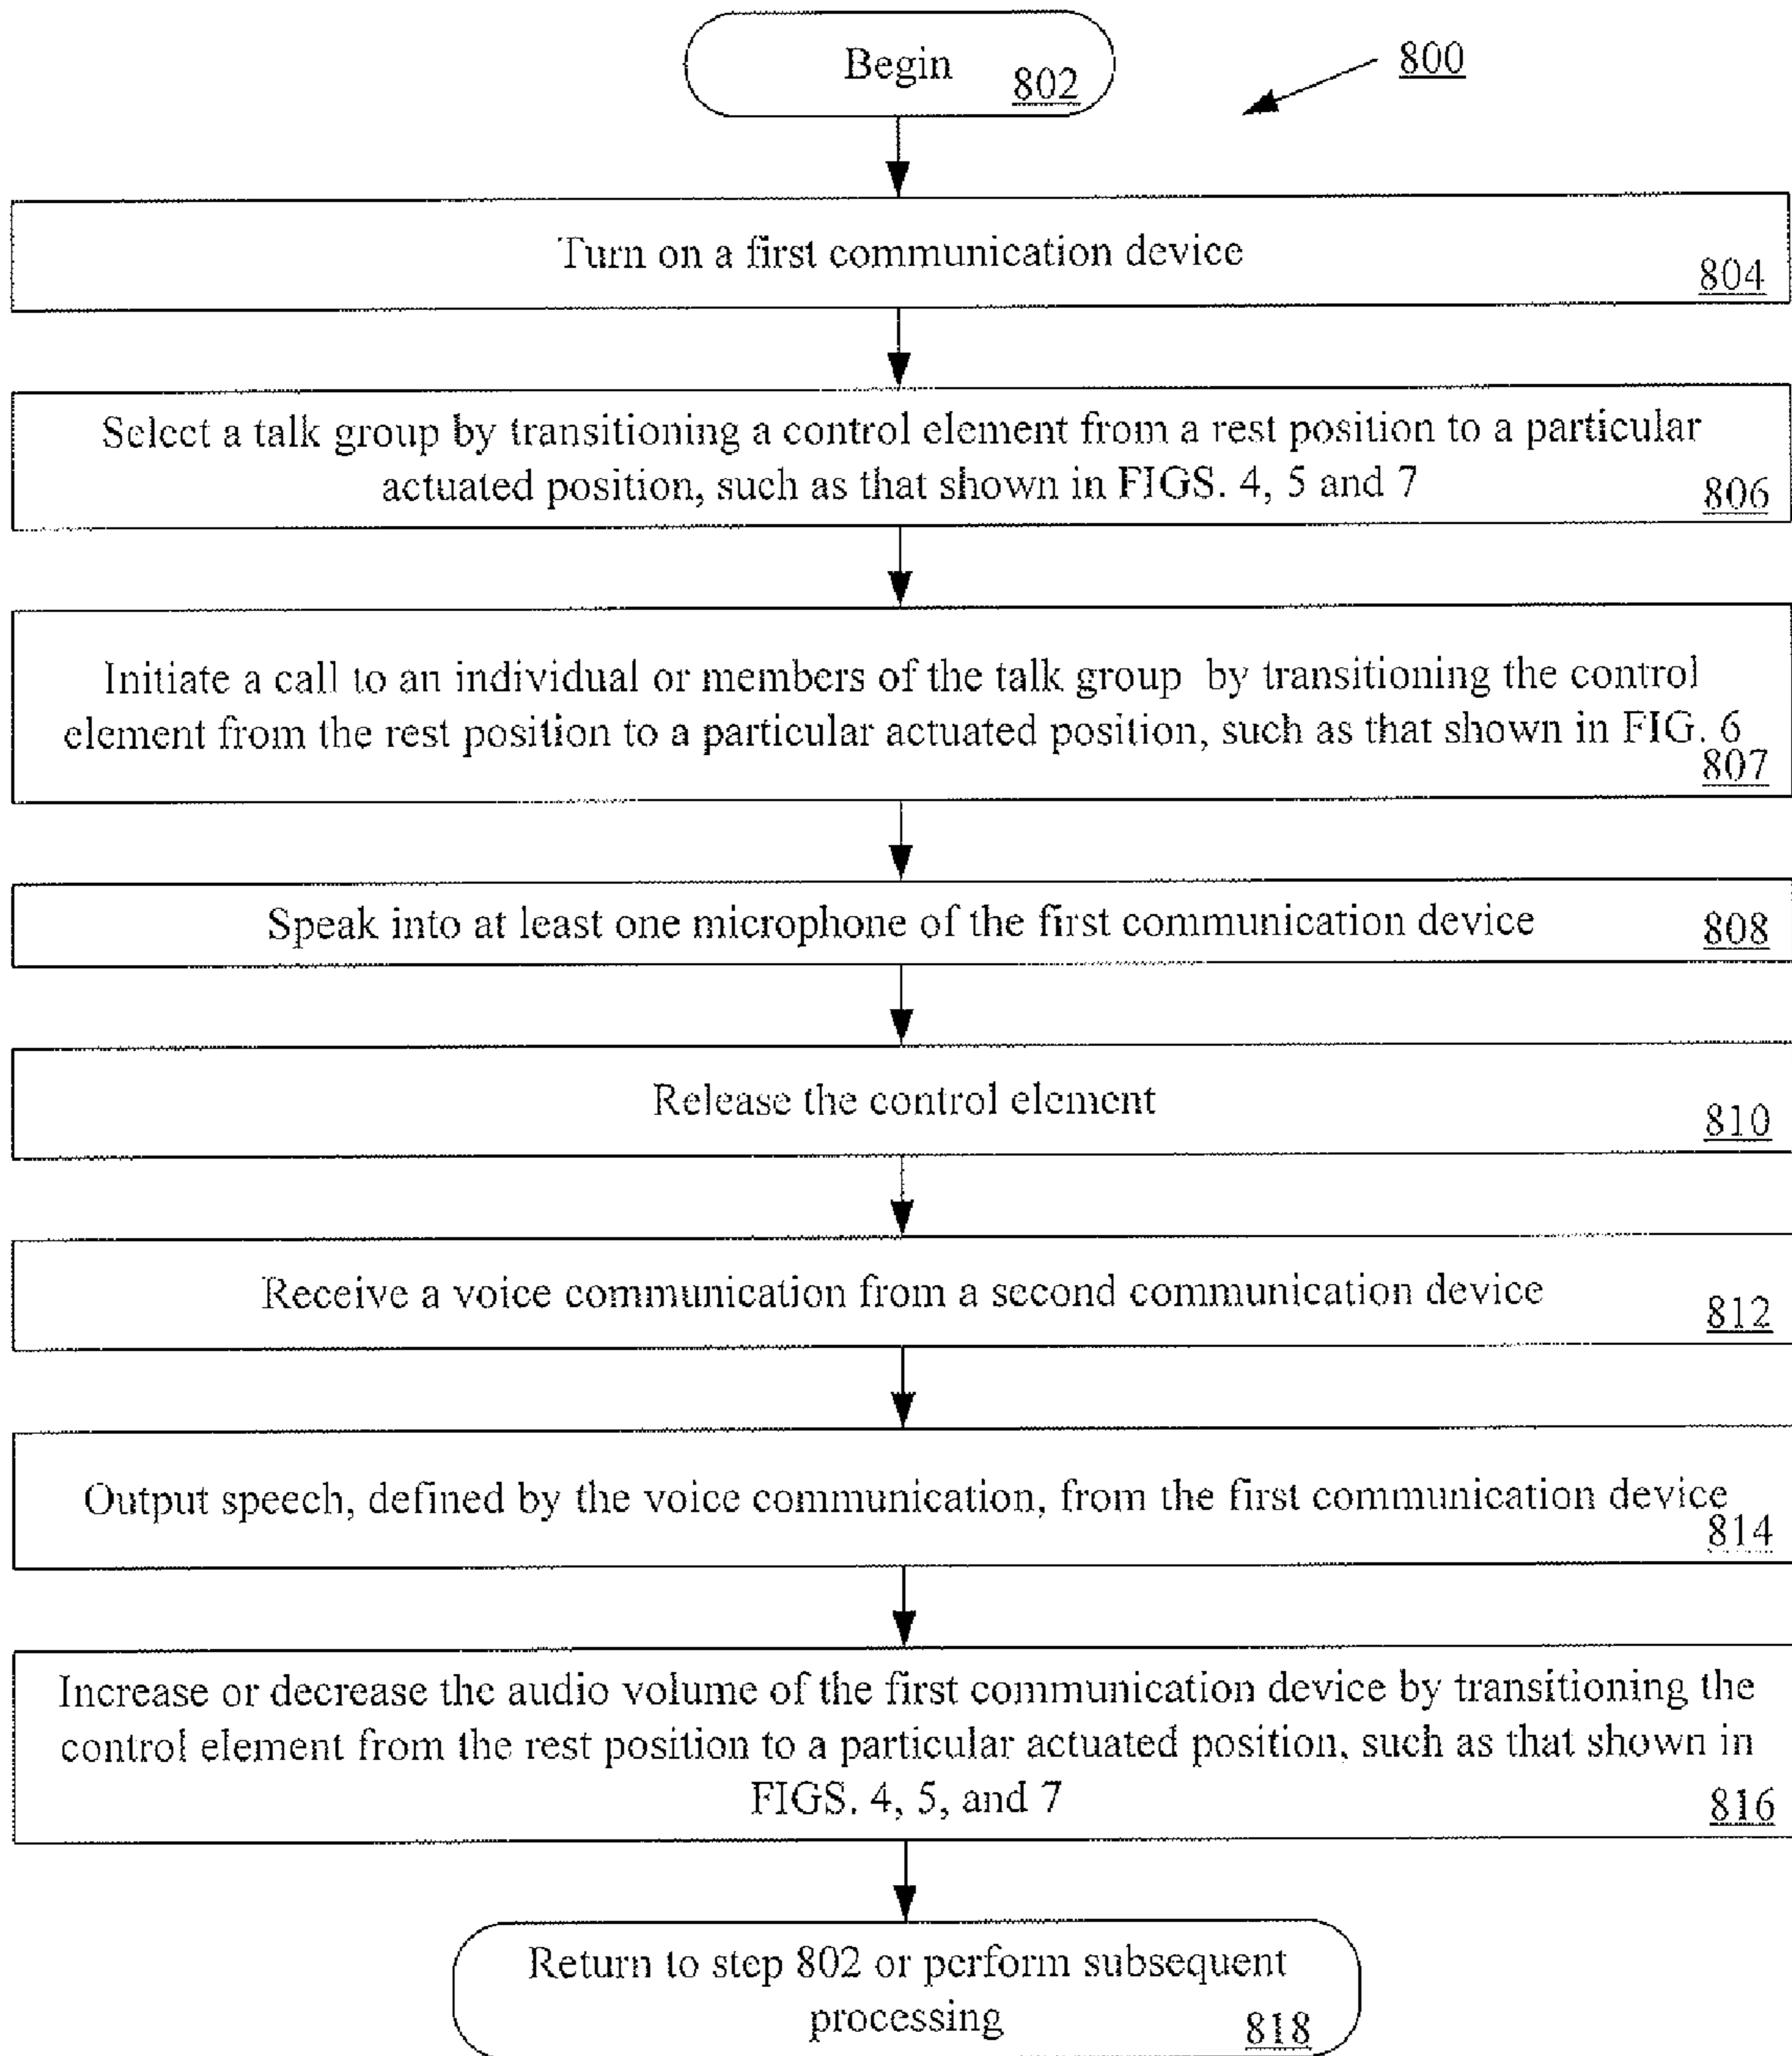 Begin
802
800
Turn on a first communication device
804
Select a talk group by transitioning a control element from a rest position to a particular
actuated position, such as that shown in FIGS. 4, 5 and 7
806
Initiate a call to an individual or members of the talk group by transitioning the control
element from the rest position to a particular actuated position, such as that shown in FIG. 6
807
Speak into at least one microphone of the first communication device
808
Release the control element
810
Receive a voice communication from a second communication device
812
Output speech, defined by the voice communication, from the first communication device
814
Increase or decrease the audio volume of the first communication device by transitioning the
control element from the rest position to a particular actuated position, such as that shown in
FIGS. 4, 5, and 7
816
Return to step 802 or perform subsequent
processing
818